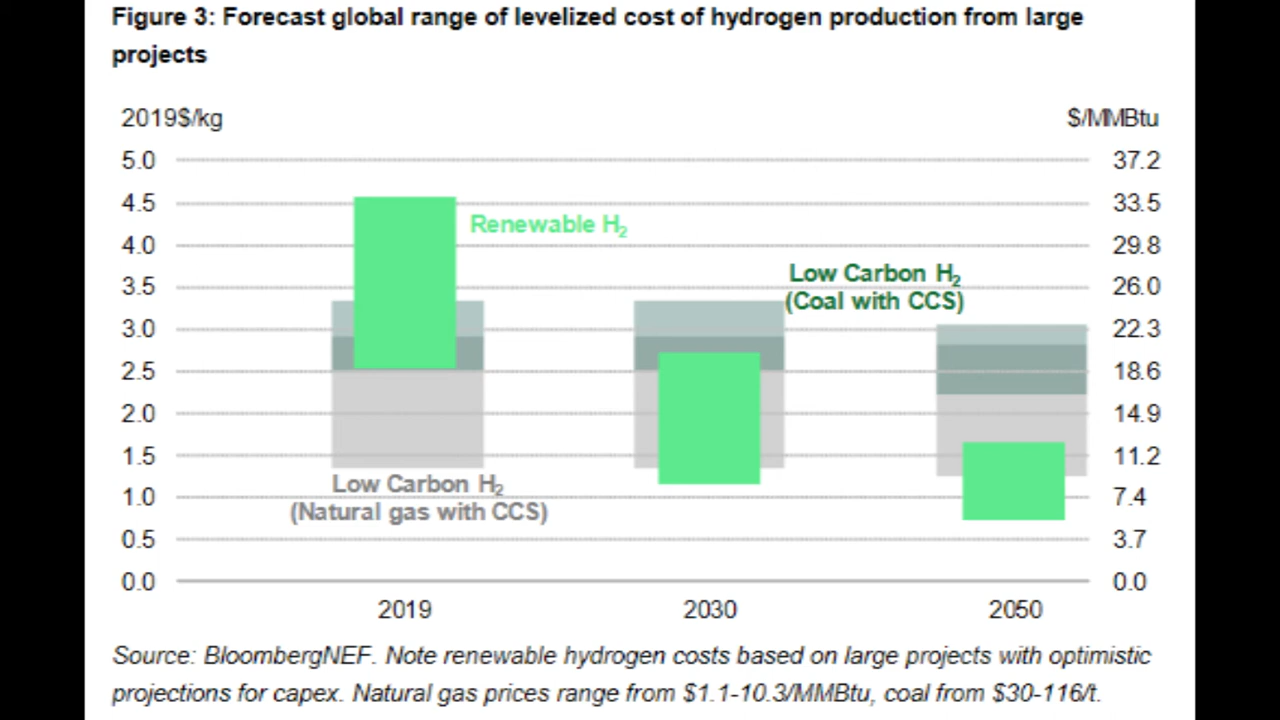 Figure 3: Forecast global range of levelized cost of hydrogen production from large
projects
2019$/kg
$/MMBtu
5.0
37.2
4.5
33.5
Renewable H₂
4.0
29.8
Low Carbon H₂
3.5
26.0
(Coal with CCS)
3.0
22.3
2.5
18.6
2.0
14.9
1.5
11.2
Low Carbon H₂
1.0
7.4
(Natural gas with CCS)
0.5
3.7
0.0
0.0
2019
2030
2050
Source: BloombergNEF. Note renewable hydrogen costs based on large projects with optimistic
projections for capex. Natural gas prices range from $1.1-10.3/MMBtu, coal from $30-116/t.